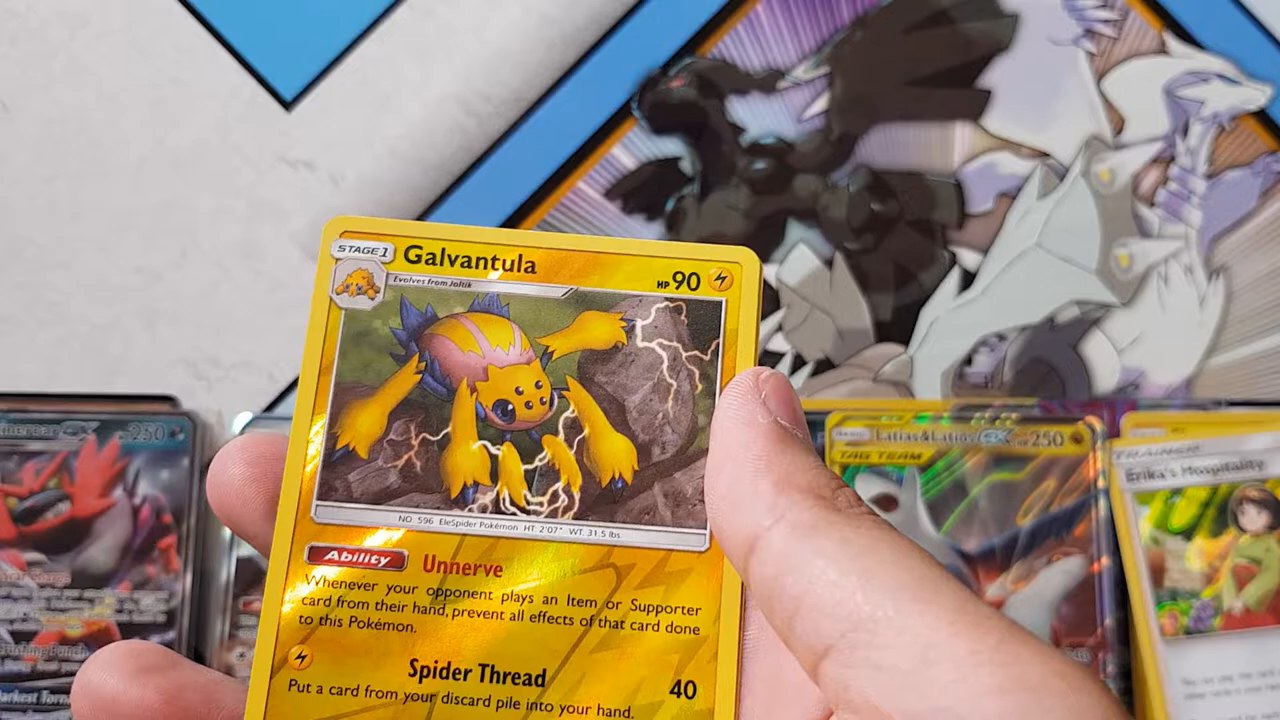 STAGE 1
Galvantula
HP 90
Evolves from Joltik
NO. 596 EleSpider Pokémon HT: 2'07" WT: 31.5 lbs.
Ability Unnerve
Whenever your opponent plays an Item or Supporter
card from their hand, prevent all effects of that card done
to this Pokémon.
Spider Thread 40
Put a card from your discard pile into your hand.
250
Latias & Latios GX HP 250
TAG TEAM
TRAINER
Erika's Hospitality